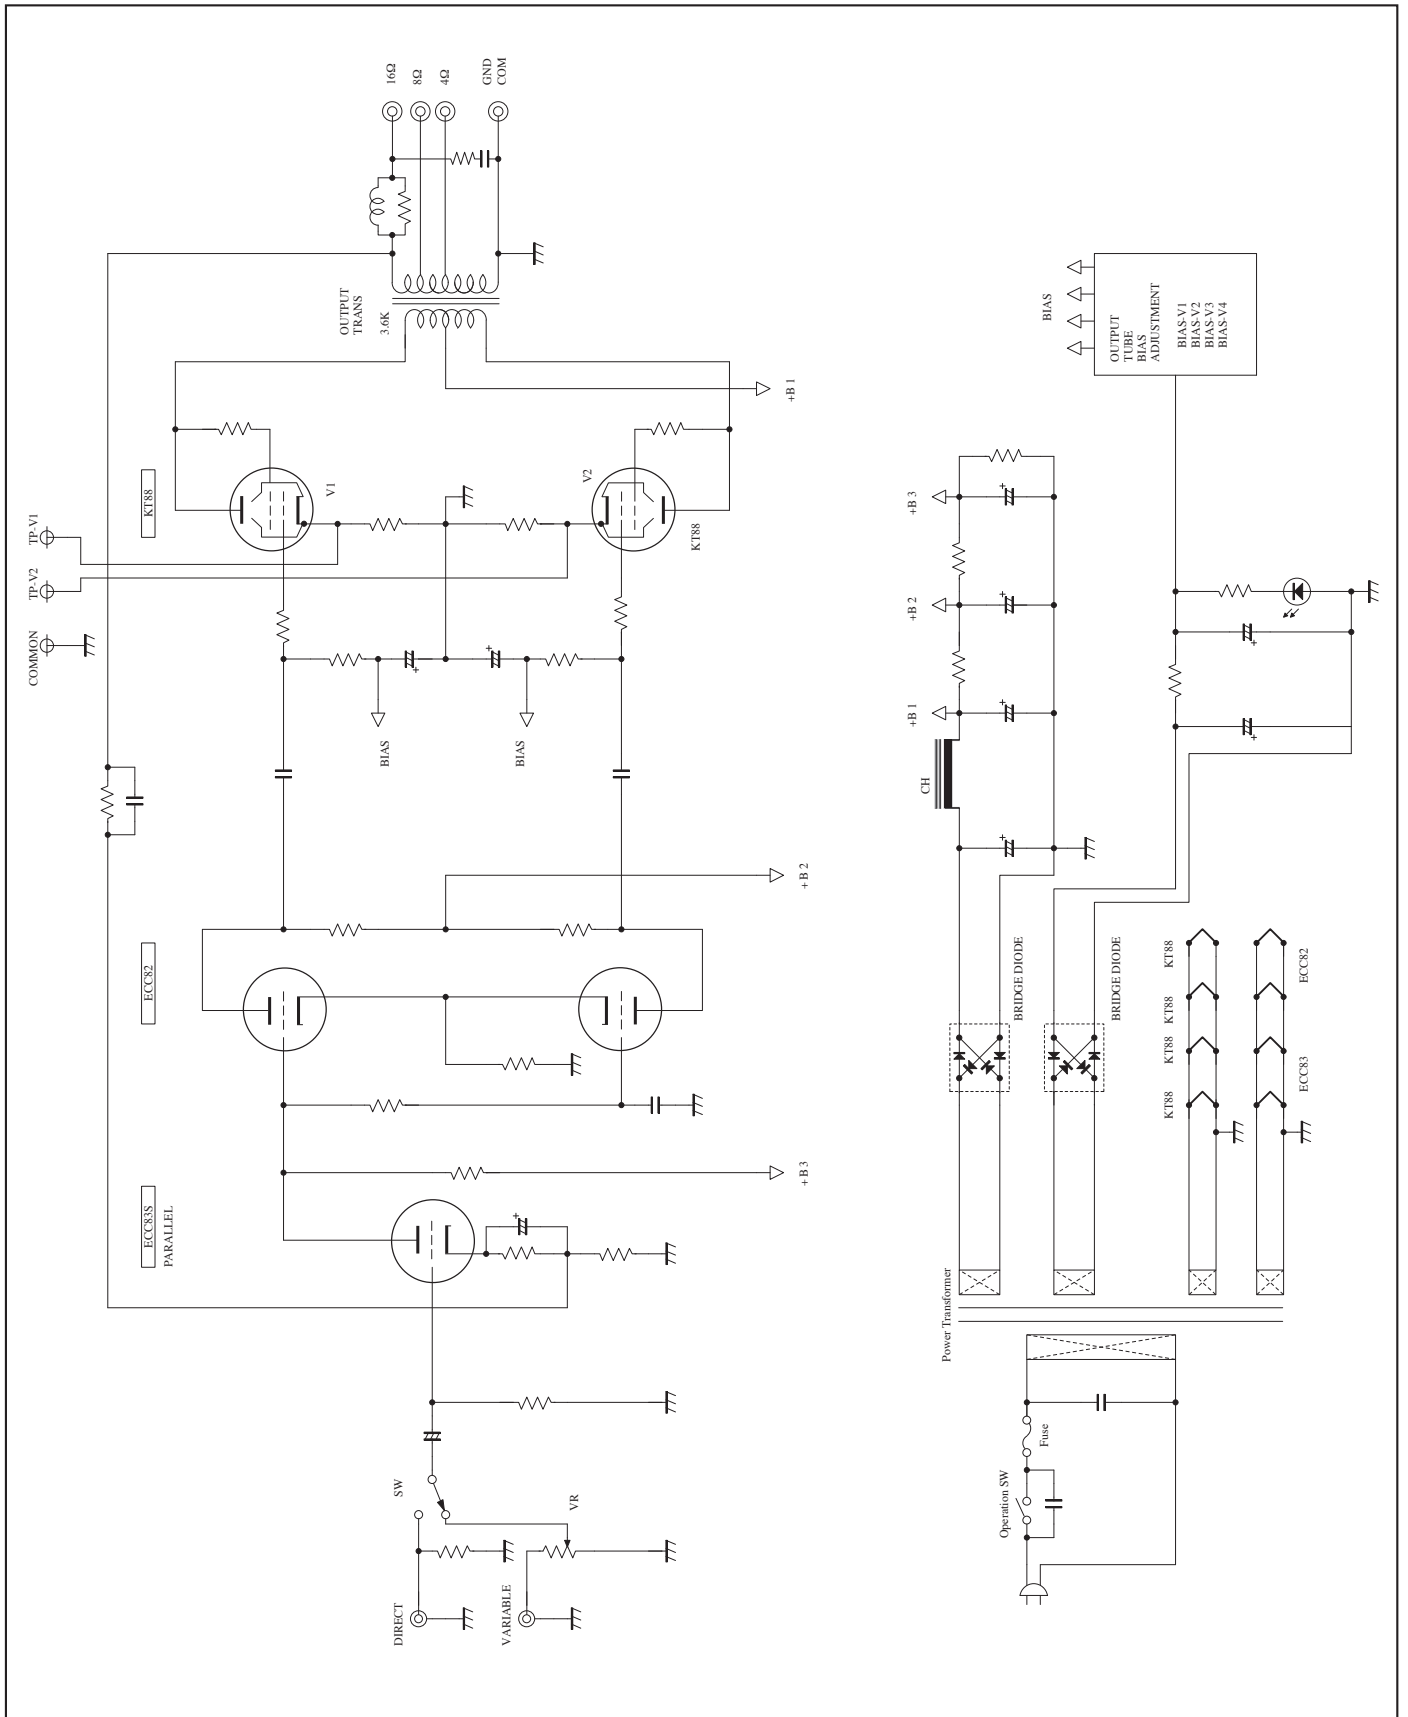 16Ω
8Ω
4Ω
GND
COM
OUTPUT
TRANS
3.6K
+B 1
KT88
V1
V2
KT88
TP-V1
TP-V2
COMMON
BIAS
BIAS
ECC82
+B 2
+B 3
ECC83S
PARALLEL
SW
VR
DIRECT
VARIABLE
BIAS
OUTPUT
TUBE
BIAS
ADJUSTMENT
BIAS-V1
BIAS-V2
BIAS-V3
BIAS-V4
+B 3
+B 2
+B 1
CH
+
+
+
+
+
+
+
+
+
BRIDGE DIODE
BRIDGE DIODE
KT88
KT88
KT88
KT88
ECC82
ECC83
Power Transformer
Fuse
Operation SW